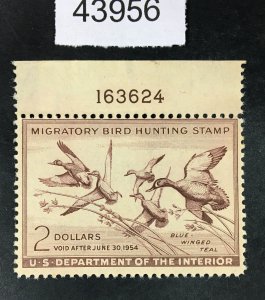 43956
163624
MIGRATORY BIRD HUNTING STAMP
2 DOLLARS
VOID AFTER JUNE 30, 1954
BLUE-
WINGED
TEAL
U·S·DEPARTMENT OF THE INTERIOR